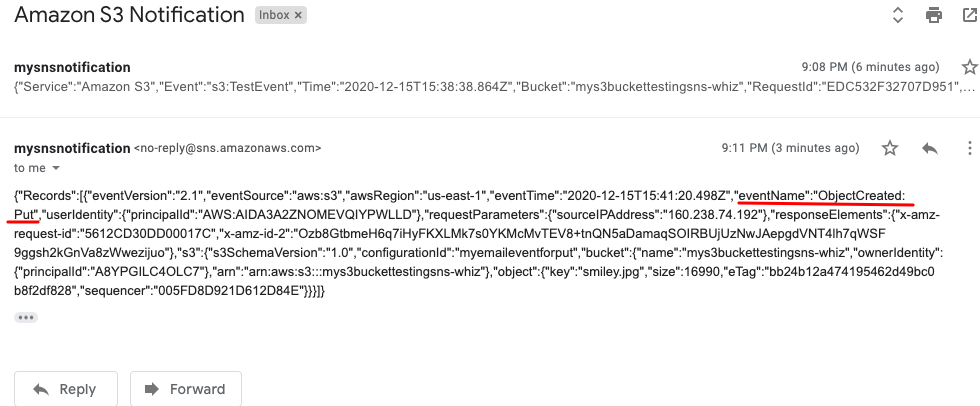 Amazon S3 Notification Inbox ×
mysnsnotification 9:08 PM (6 minutes ago)
{"Service":"Amazon S3","Event":"s3:TestEvent","Time":"2020-12-15T15:38:38.864Z","Bucket":"mys3buckettestingsns-whiz","RequestId":"EDC532F32707D951",...
mysnsnotification <no-reply@sns.amazonaws.com> 9:11 PM (3 minutes ago)
to me
{"Records":[{"eventVersion":"2.1","eventSource":"aws:s3","awsRegion":"us-east-1","eventTime":"2020-12-15T15:41:20.498Z","eventName":"ObjectCreated:
Put","userIdentity":{"principalId":"AWS:AIDA3A2ZNOMEVQIYPWLLD"},"requestParameters":{"sourceIPAddress":"160.238.74.192"},"responseElements":{"x-amz-
request-id":"5612CD30DD00017C","x-amz-id-2":"Ozb8GtbmeH6q7iHyFKXLMk7s0YKMcMvTEV8+tnQN5aDamaqSOIRBUjUzNwJAepgdVNT4lh7qWSF
9ggsh2kGnVa8zWwezijuo"},"s3":{"s3SchemaVersion":"1.0","configurationId":"myemaileventforput","bucket":{"name":"mys3buckettestingsns-whiz","ownerIdentity":
{"principalId":"A8YPGILC4OLC7"},"arn":"arn:aws:s3:::mys3buckettestingsns-whiz"},"object":{"key":"smiley.jpg","size":16990,"eTag":"bb24b12a474195462d49bc0
b8f2df828","sequencer":"005FD8D921D612D84E"}}}]}
Reply Forward